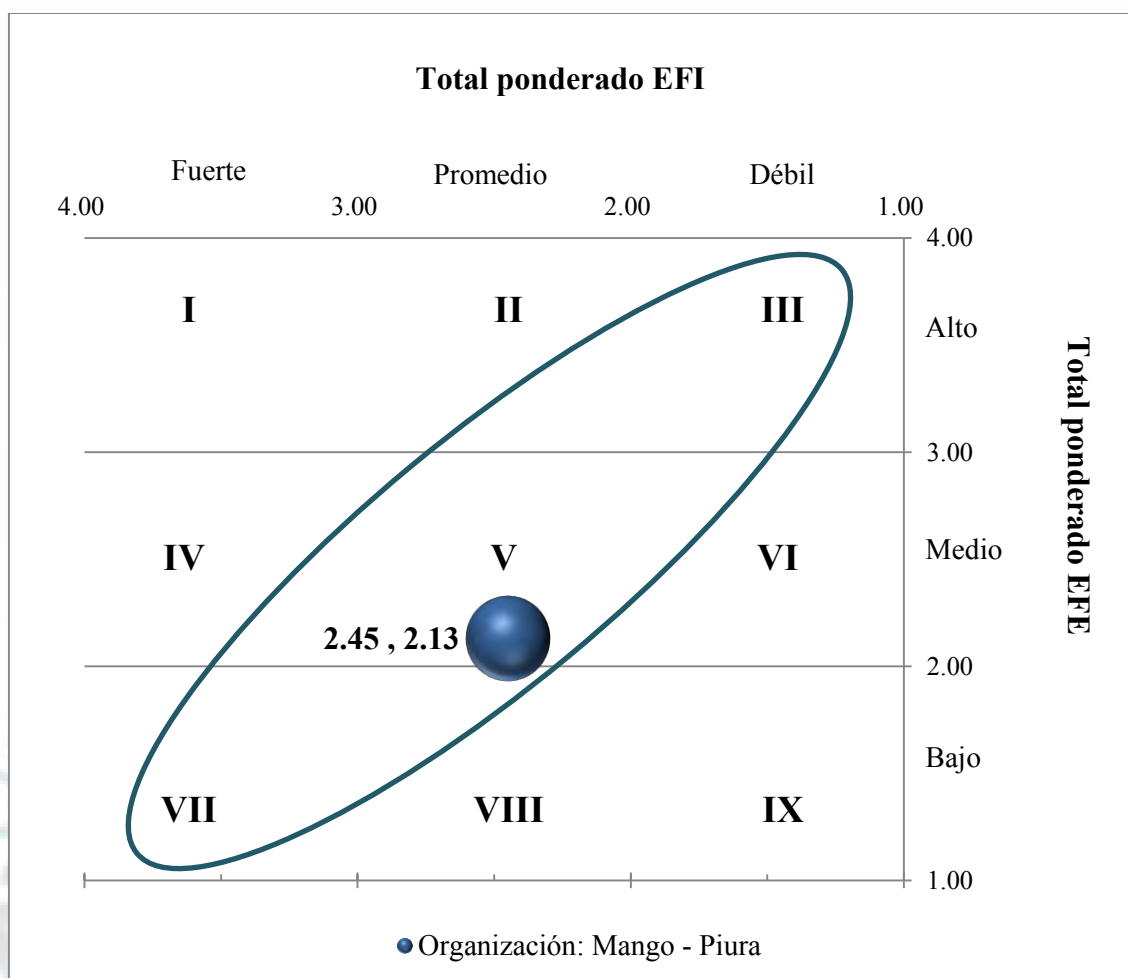 Total ponderado EFI
Fuerte Promedio Débil
4.00 3.00 2.00 1.00
4.00
I II III
Alto
3.00
IV V VI
Medio
2.45 , 2.13
2.00
Bajo
VII VIII IX
1.00
Total ponderado EFE
Organización: Mango - Piura